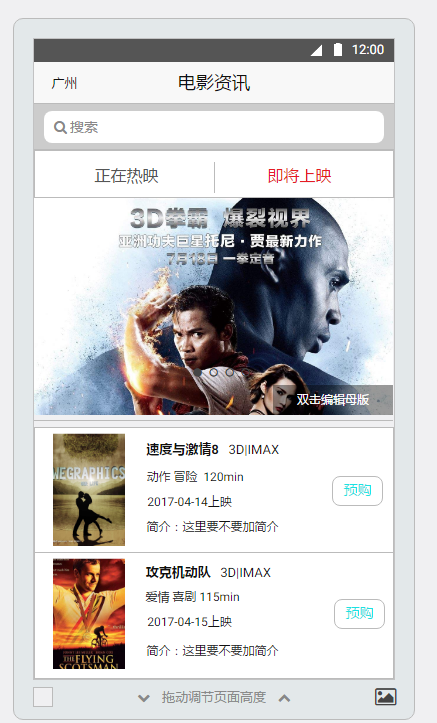 12:00
广州
电影资讯
搜索
正在热映
即将上映
3D拳霸 爆裂视界
亚洲功夫巨星托尼·贾最新力作
7月18日 一拳定音
双击编辑母版
WEGRAPHICS
速度与激情8 3D|IMAX
动作 冒险 120min
2017-04-14上映
简介：这里要不要加简介
预购
攻克机动队 3D|IMAX
爱情 喜剧 115min
2017-04-15上映
简介：这里要不要加简介
预购
THE FLYING
SCOTSMAN
拖动调节页面高度